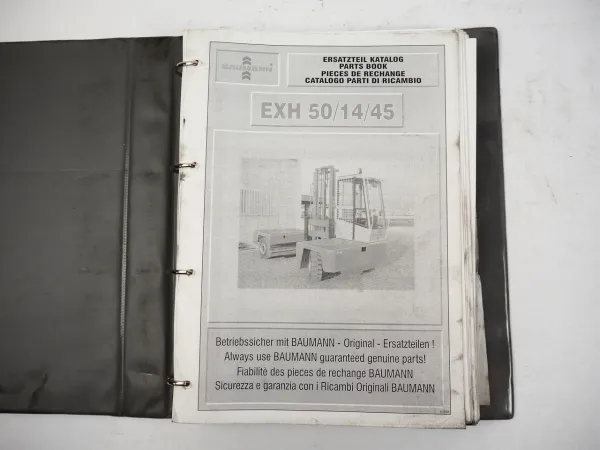 BAUMANN
ERSATZTEIL KATALOG
PARTS BOOK
PIECES DE RECHANGE
CATALOGO PARTI DI RICAMBIO
EXH 50/14/45
Betriebssicher mit BAUMANN - Original - Ersatzteilen !
Always use BAUMANN guaranteed genuine parts!
Fiabilité des pieces de rechange BAUMANN
Sicurezza e garanzia con i Ricambi Originali BAUMANN